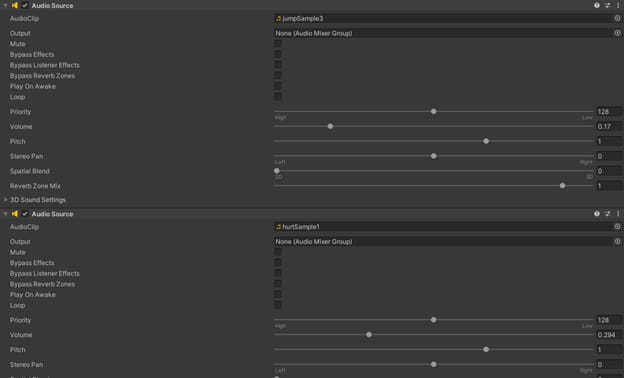 Audio Source
AudioClip jumpSample3
Output None (Audio Mixer Group)
Mute
Bypass Effects
Bypass Listener Effects
Bypass Reverb Zones
Play On Awake
Loop
Priority 128
High Low
Volume 0.17
Pitch 1
Stereo Pan 0
Left Right
Spatial Blend 0
2D 3D
Reverb Zone Mix 1
3D Sound Settings
Audio Source
AudioClip hurtSample1
Output None (Audio Mixer Group)
Mute
Bypass Effects
Bypass Listener Effects
Bypass Reverb Zones
Play On Awake
Loop
Priority 128
High Low
Volume 0.294
Pitch 1
Stereo Pan 0
Left Right